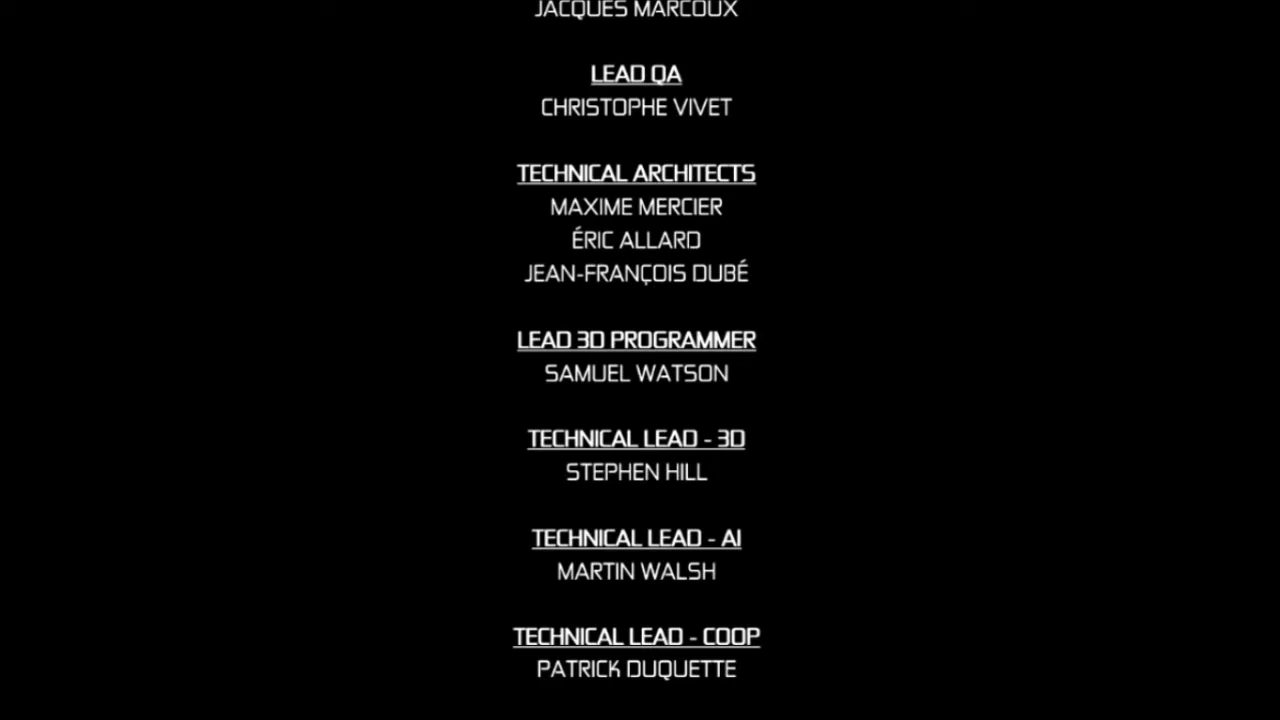 JACQUES MARCOUX
LEAD QA
CHRISTOPHE VIVET
TECHNICAL ARCHITECTS
MAXIME MERCIER
ÉRIC ALLARD
JEAN-FRANÇOIS DUBÉ
LEAD 3D PROGRAMMER
SAMUEL WATSON
TECHNICAL LEAD - 3D
STEPHEN HILL
TECHNICAL LEAD - AI
MARTIN WALSH
TECHNICAL LEAD - COOP
PATRICK DUQUETTE